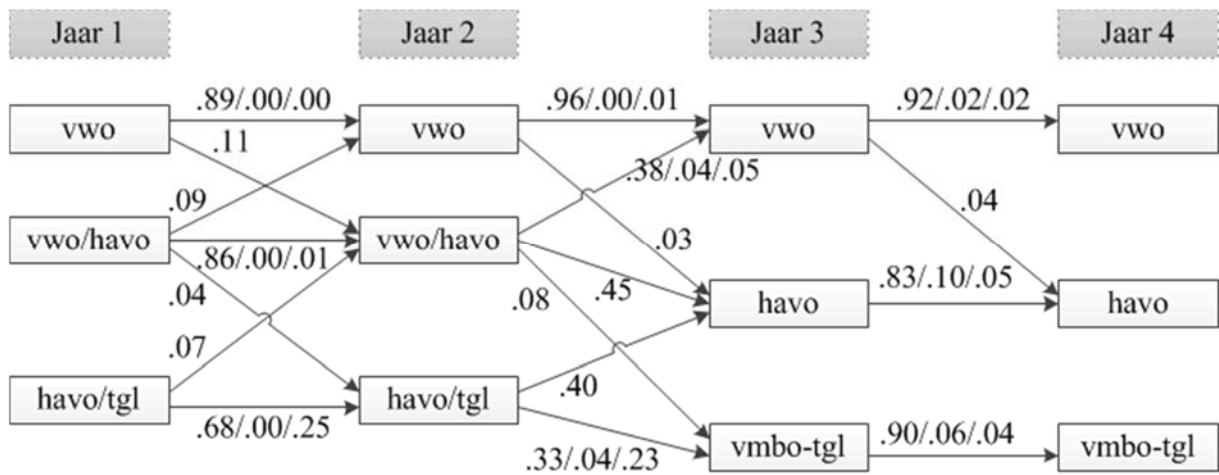 Jaar 1 Jaar 2 Jaar 3 Jaar 4
.89/.00/.00 .96/.00/.01 .92/.02/.02
vwo vwo vwo vwo
.11
.38/.04/.05
.09 .04
vwo/havo vwo/havo
.03
.86/.00/.01 .83/.10/.05
.04 .08 .45 havo havo
.07
.40
havo/tgl havo/tgl
.68/.00/.25 .90/.06/.04
vmbo-tgl vmbo-tgl
.33/.04/.23